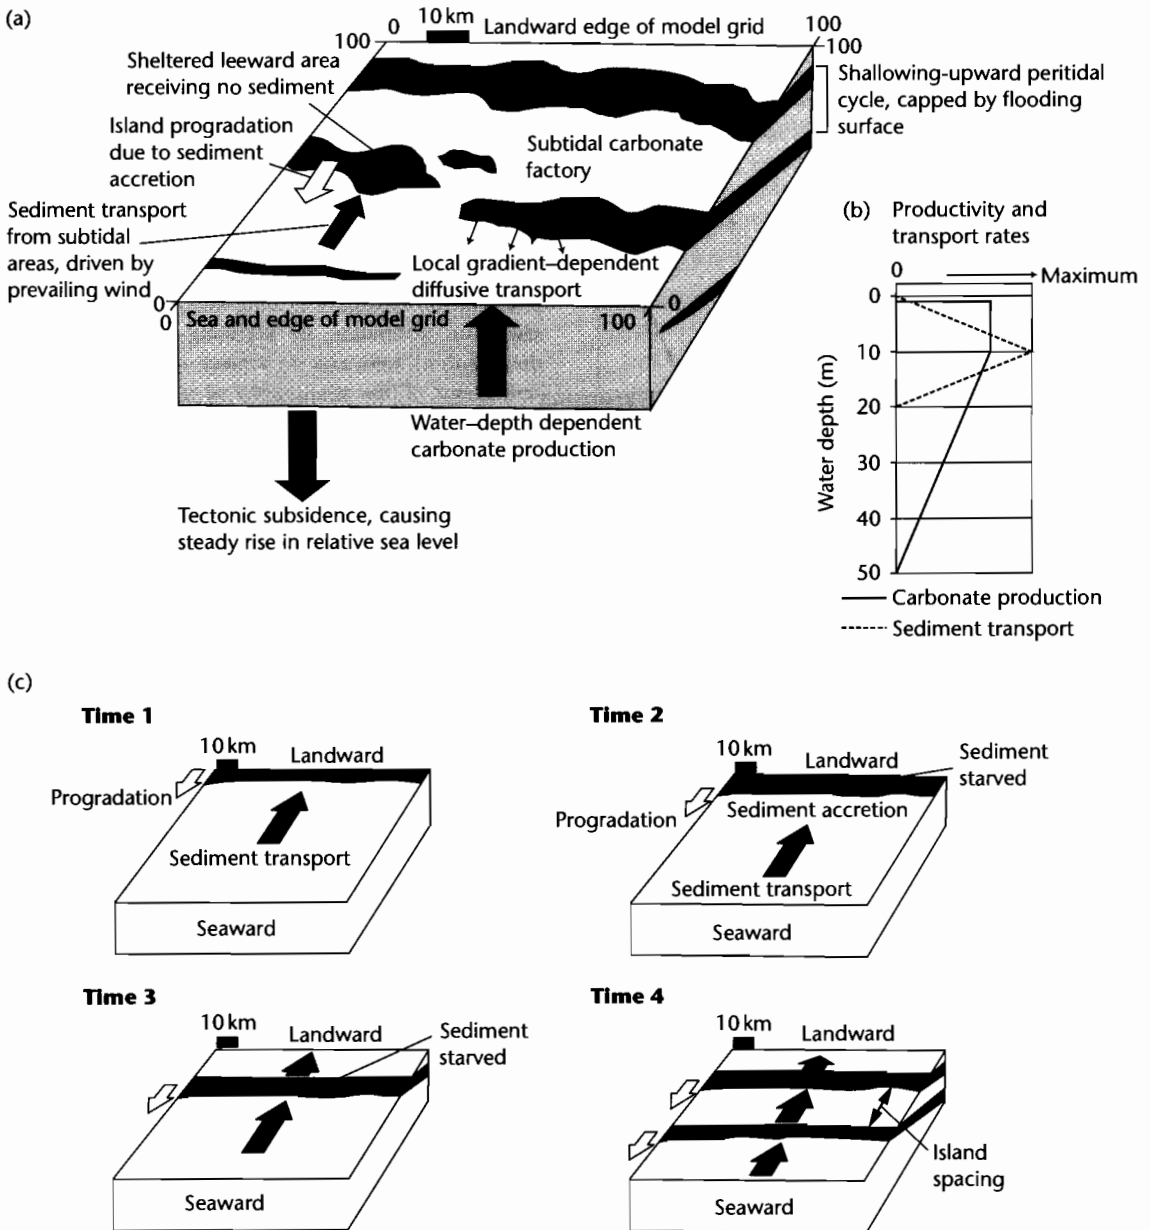 (a)
0
10 km
Landward edge of model grid
100
100
100
Sheltered leeward area
receiving no sediment
Shallowing-upward peritidal
cycle, capped by flooding
surface
Island progradation
due to sediment
accretion
Subtidal carbonate
factory
Sediment transport
from subtidal
areas, driven by
prevailing wind
Local gradient–dependent
diffusive transport
0
0
Sea and edge of model grid
100
0
Water–depth dependent
carbonate production
Tectonic subsidence, causing
steady rise in relative sea level
(b) Productivity and
transport rates
0
Maximum
0
10
20
30
40
50
Water depth (m)
Carbonate production
Sediment transport
(c)
Time 1
10 km
Landward
Progradation
Sediment transport
Seaward
Time 2
10 km
Landward
Sediment
starved
Progradation
Sediment accretion
Sediment transport
Seaward
Time 3
10 km
Landward
Sediment
starved
Seaward
Time 4
10 km
Landward
Island
spacing
Seaward